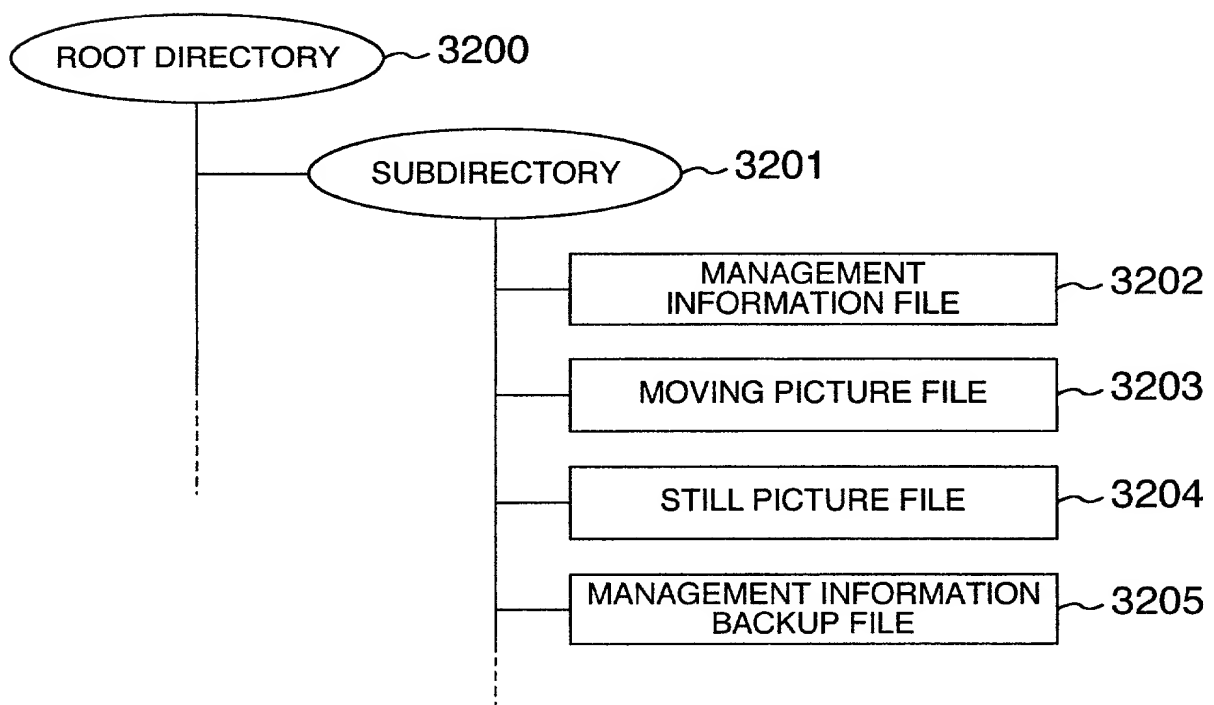 ROOT DIRECTORY 3200
SUBDIRECTORY 3201
MANAGEMENT
INFORMATION FILE 3202
MOVING PICTURE FILE 3203
STILL PICTURE FILE 3204
MANAGEMENT INFORMATION
BACKUP FILE 3205